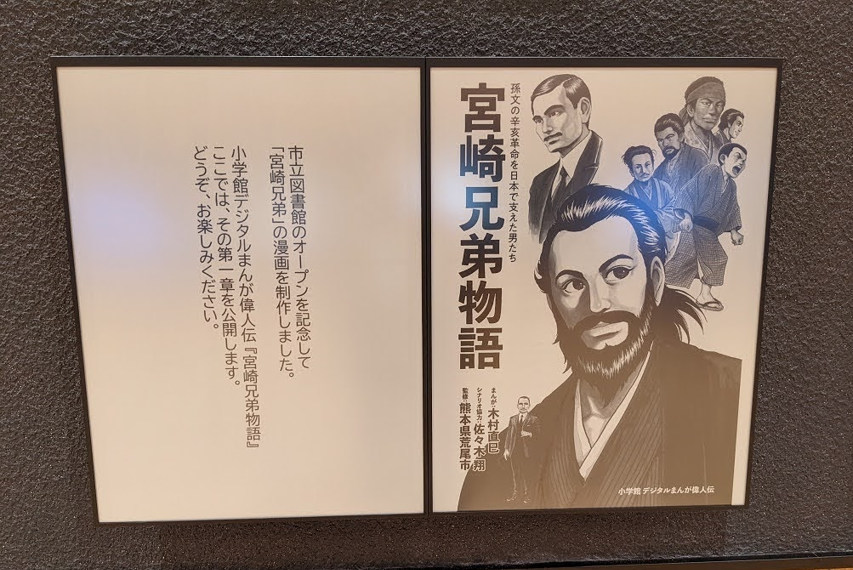 市立図書館のオープンを記念して
「宮崎兄弟」の漫画を制作しました。
小学館デジタルまんが偉人伝『宮崎兄弟物語』
ここでは、その第一章を公開します。
どうぞ、お楽しみください。
孫文の辛亥革命を日本で支えた男たち
宮崎兄弟物語
まんが・木村直巳
シナリオ協力・佐々木翔
監修・熊本県荒尾市
小学館 デジタルまんが偉人伝